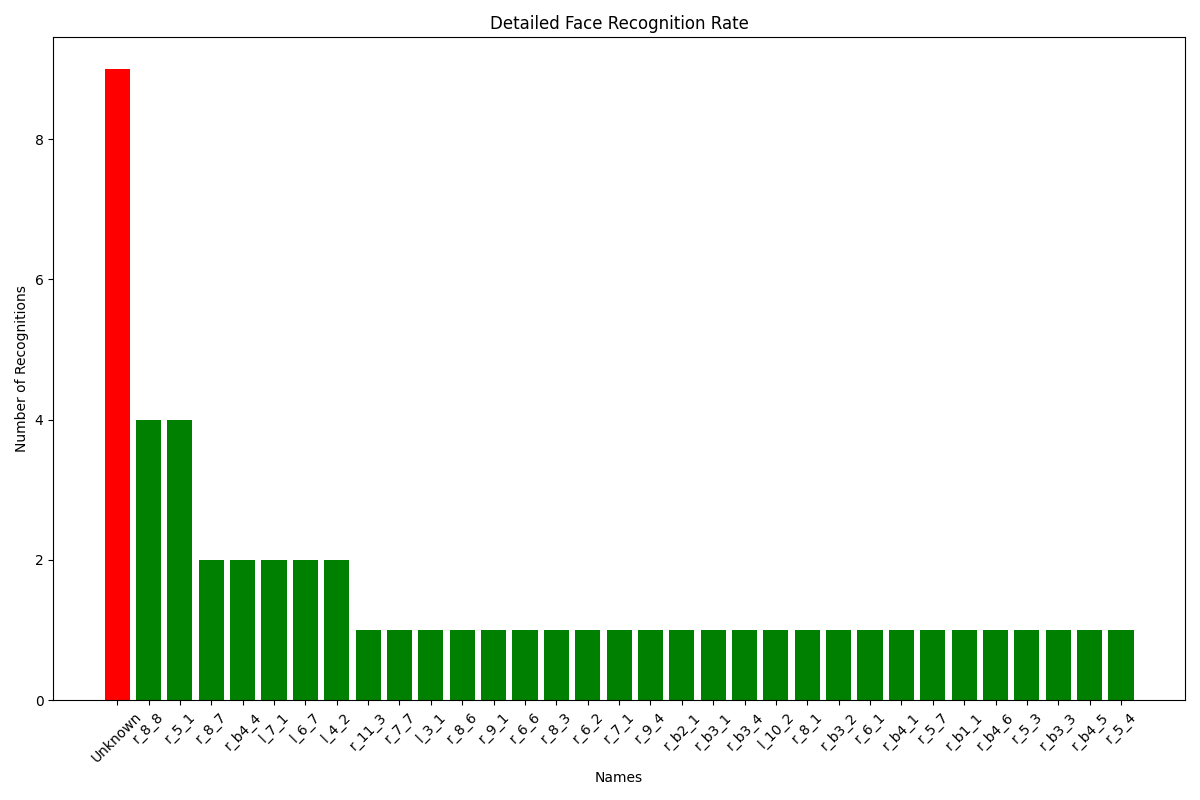 Detailed Face Recognition Rate
Number of Recognitions
8
6
4
2
0
Unknown
r_8_8
r_5_1
r_8_7
r_b4_4
l_7_1
l_6_7
l_4_2
r_11_3
r_7_7
l_3_1
r_8_6
r_9_1
r_6_6
r_8_3
r_6_2
r_7_1
r_9_4
r_b2_1
r_b3_1
r_b3_4
l_10_2
r_8_1
r_b3_2
r_6_1
r_b4_1
r_5_7
r_b1_1
r_b4_6
r_5_3
r_b3_3
r_b4_5
r_5_4
Names